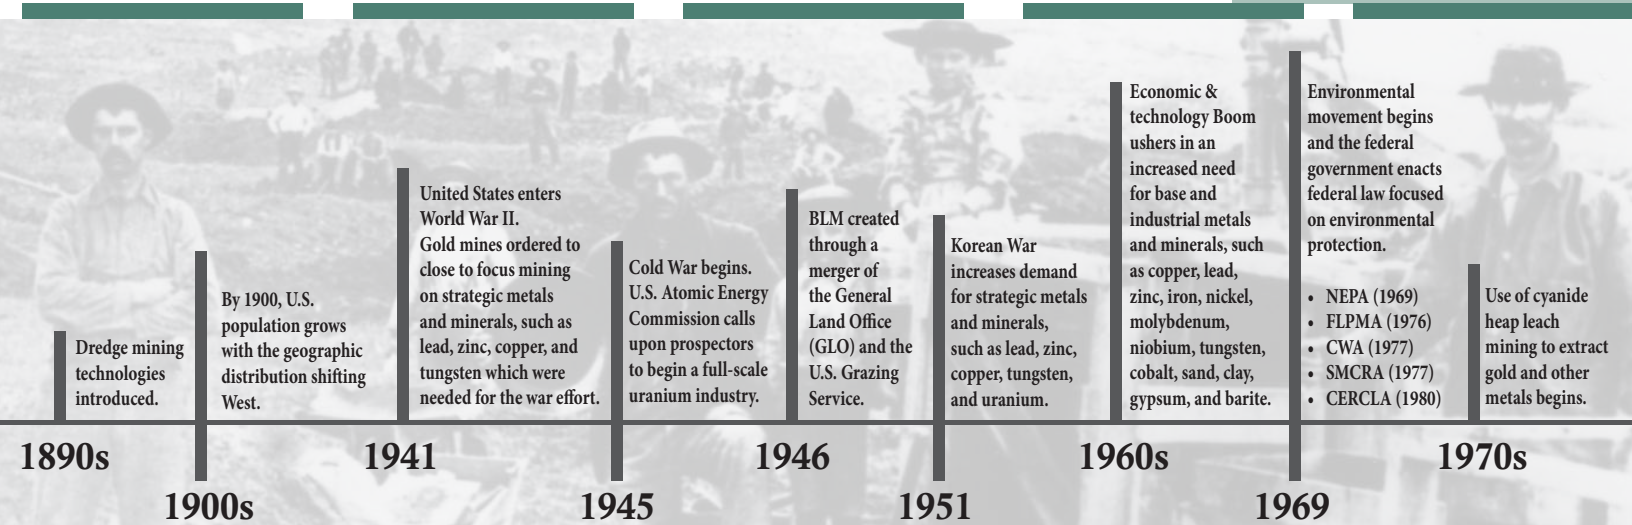 Dredge mining
technologies
introduced.
1890s
By 1900, U.S.
population grows
with the geographic
distribution shifting
West.
1900s
United States enters
World War II.
Gold mines ordered to
close to focus mining
on strategic metals
and minerals, such as
lead, zinc, copper, and
tungsten which were
needed for the war effort.
1941
Cold War begins.
U.S. Atomic Energy
Commission calls
upon prospectors
to begin a full-scale
uranium industry.
1945
BLM created
through a
merger of
the General
Land Office
(GLO) and the
U.S. Grazing
Service.
1946
Korean War
increases demand
for strategic metals
and minerals,
such as lead, zinc,
copper, tungsten,
and uranium.
1951
Economic &
technology Boom
ushers in an
increased need
for base and
industrial metals
and minerals, such
as copper, lead,
zinc, iron, nickel,
molybdenum,
niobium, tungsten,
cobalt, sand, clay,
gypsum, and barite.
1960s
Environmental
movement begins
and the federal
government enacts
federal law focused
on environmental
protection.
• NEPA (1969)
• FLPMA (1976)
• CWA (1977)
• SMCRA (1977)
• CERCLA (1980)
1969
Use of cyanide
heap leach
mining to extract
gold and other
metals begins.
1970s